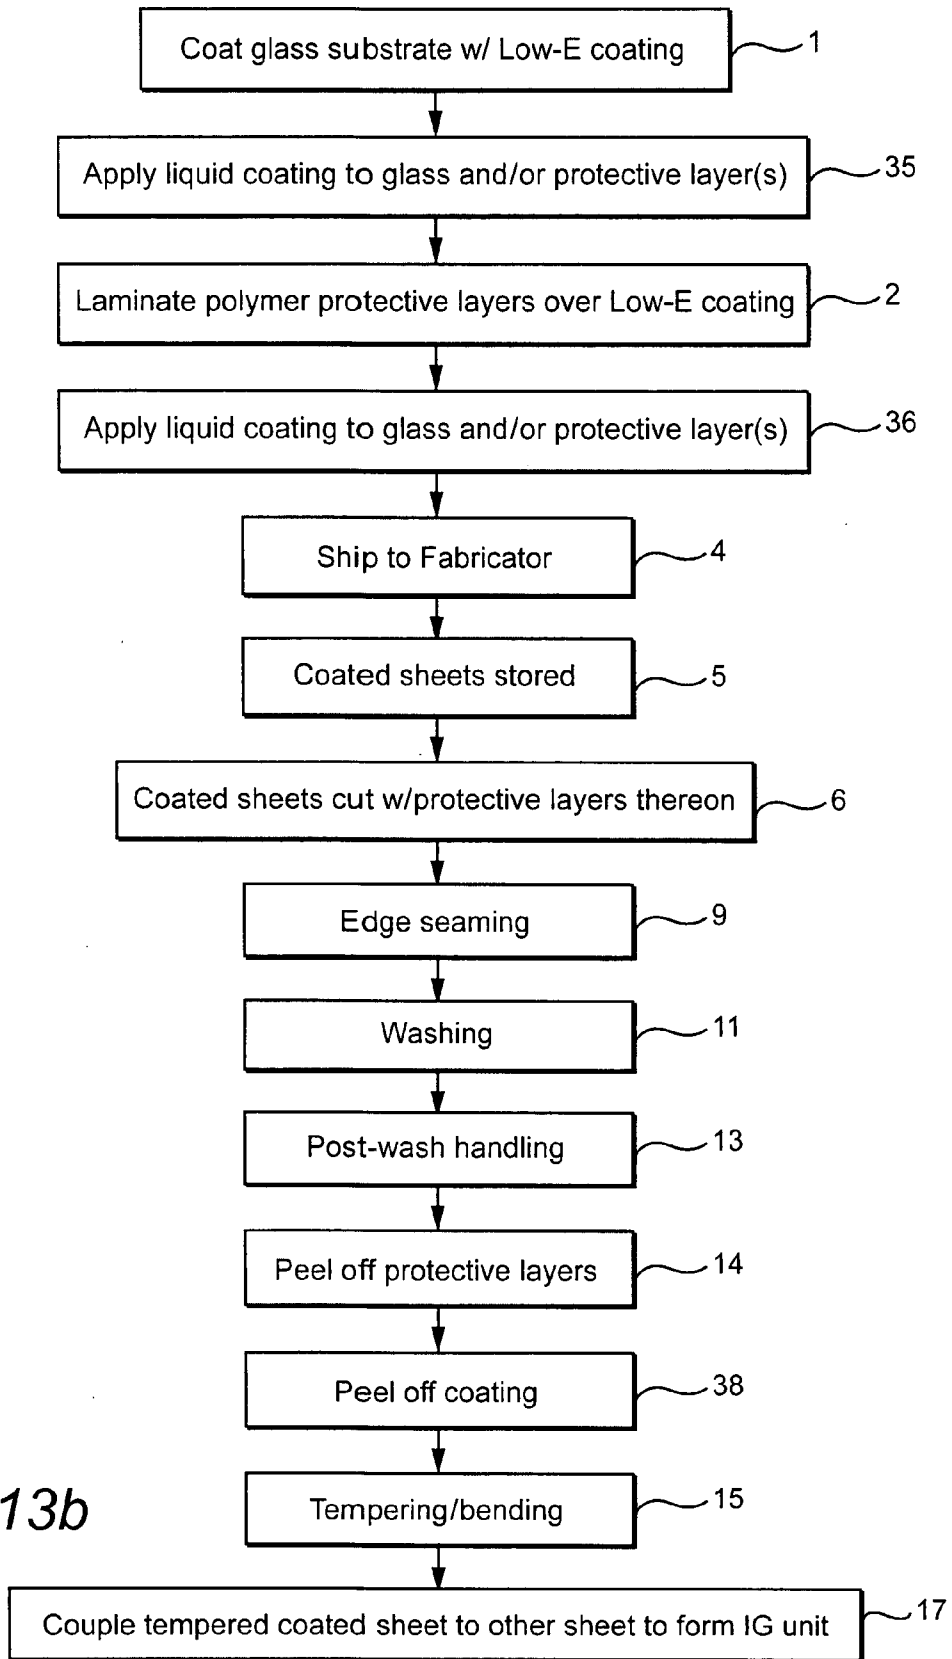 Coat glass substrate w/ Low-E coating 1
Apply liquid coating to glass and/or protective layer(s) 35
Laminate polymer protective layers over Low-E coating 2
Apply liquid coating to glass and/or protective layer(s) 36
Ship to Fabricator 4
Coated sheets stored 5
Coated sheets cut w/protective layers thereon 6
Edge seaming 9
Washing 11
Post-wash handling 13
Peel off protective layers 14
Peel off coating 38
Tempering/bending 15
13b
Couple tempered coated sheet to other sheet to form IG unit 17